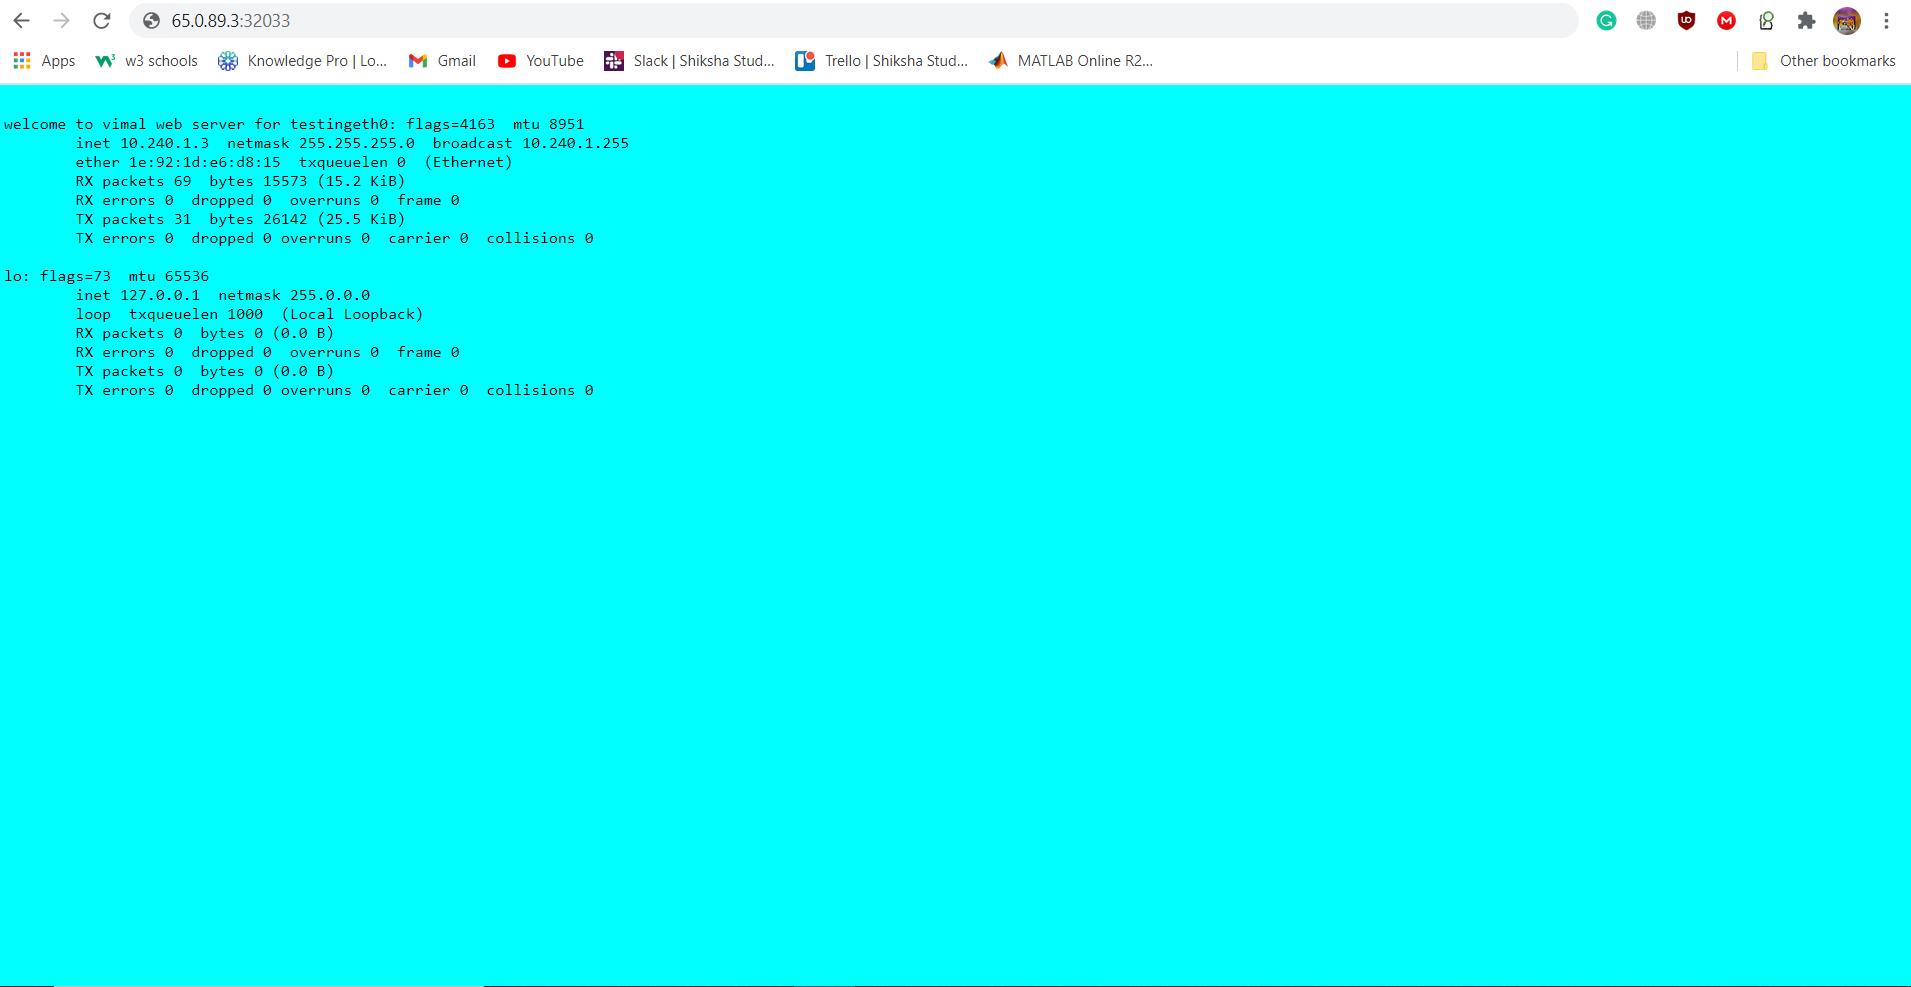 65.0.89.3:32033
Apps w3 schools Knowledge Pro | Lo... Gmail YouTube Slack | Shiksha Stud... Trello | Shiksha Stud... MATLAB Online R2... Other bookmarks
welcome to vimal web server for testingeth0: flags=4163  mtu 8951
        inet 10.240.1.3  netmask 255.255.255.0  broadcast 10.240.1.255
        ether 1e:92:1d:e6:d8:15  txqueuelen 0  (Ethernet)
        RX packets 69  bytes 15573 (15.2 KiB)
        RX errors 0  dropped 0  overruns 0  frame 0
        TX packets 31  bytes 26142 (25.5 KiB)
        TX errors 0  dropped 0 overruns 0  carrier 0  collisions 0
lo: flags=73  mtu 65536
        inet 127.0.0.1  netmask 255.0.0.0
        loop  txqueuelen 1000  (Local Loopback)
        RX packets 0  bytes 0 (0.0 B)
        RX errors 0  dropped 0  overruns 0  frame 0
        TX packets 0  bytes 0 (0.0 B)
        TX errors 0  dropped 0 overruns 0  carrier 0  collisions 0